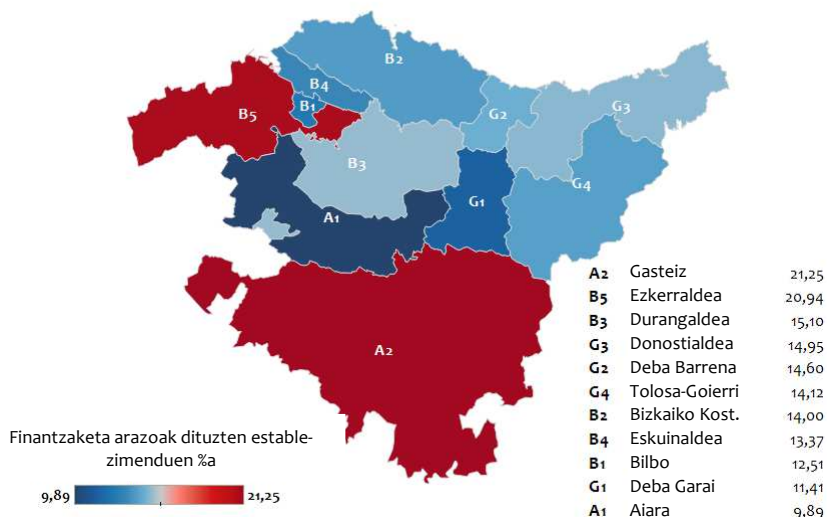 B2
B4
B1
B5
G2
G3
B3
G4
G1
A1
A2
A2 Gasteiz 21,25
B5 Ezkerraldea 20,94
B3 Durangaldea 15,10
G3 Donostialdea 14,95
G2 Deba Barrena 14,60
G4 Tolosa-Goierri 14,12
B2 Bizkaiko Kost. 14,00
B4 Eskuinaldea 13,37
B1 Bilbo 12,51
G1 Deba Garai 11,41
A1 Aiara 9,89
Finantzaketa arazoak dituzten estable-
zimenduen %a
9,89 21,25